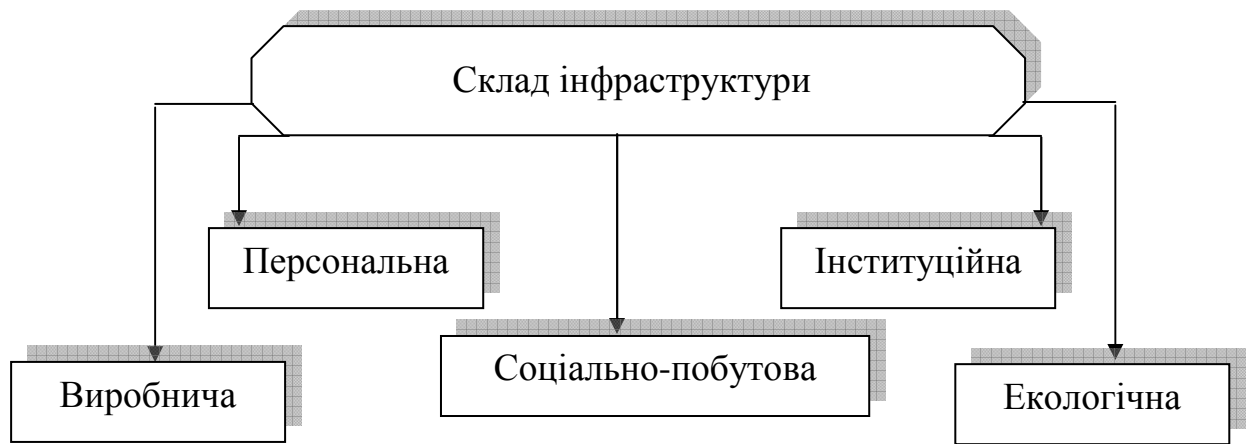 Склад інфраструктури
Персональна
Інституційна
Соціально-побутова
Виробнича
Екологічна